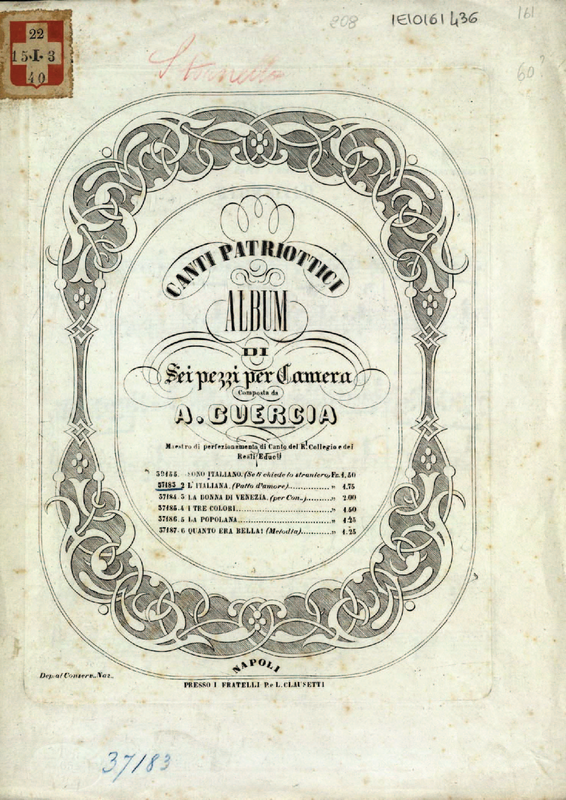 22
15·I·3
40
208
IE0161436
161
60
CANTI PATRIOTTICI
ALBUM
DI
Sei pezzi per Camera
Composta da
A. GUERCIA
Maestro di perfezionamento di Canto del R. Collegio e dei
Reali Educ.ti
SONO ITALIANO. (Se ti chiede lo straniero) Fr. 1,50
37183 2 L'ITALIANA. (Patto d'amore) .......... " 1.75
37184. 3 LA DONNA DI VENEZIA. (per Con.) .......... " 2.00
37185. 4 I TRE COLORI .......... " 1.50
37186. 5 LA POPOLANA .......... " 1.25
37187. 6 QUANTO ERA BELLA! (Melodia) .......... " 1.25
NAPOLI
Dep. al Conserv. Naz.
PRESSO I FRATELLI P. e L. CLAUSETTI
37183